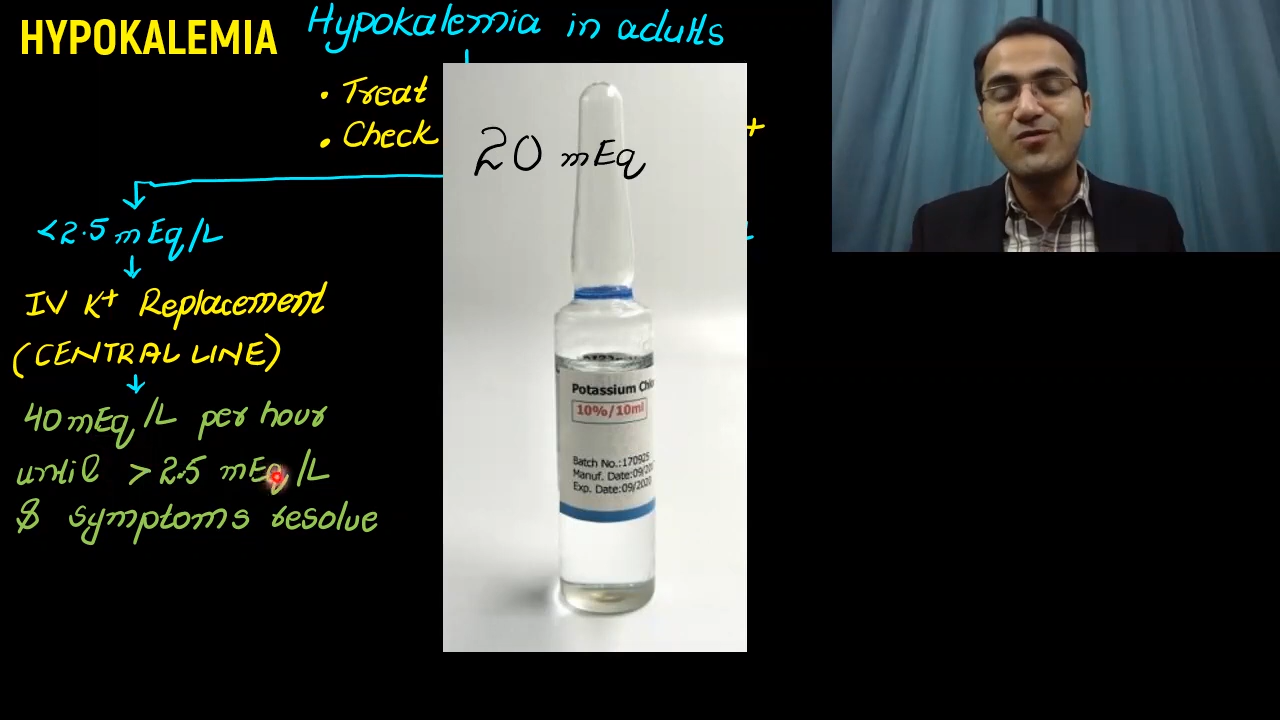 HYPOKALEMIA
Hypokalemia in adults
• Treat
• Check
+
<2.5 mEq/L
IV K+ Replacement
(CENTRAL LINE)
40 mEq/L per hour
until >2.5 mEq/L
& symptoms resolve
20 mEq
Potassium Chlo
10%/10ml
Batch No.:170925
Manuf. Date:09/20
Exp. Date:09/2020